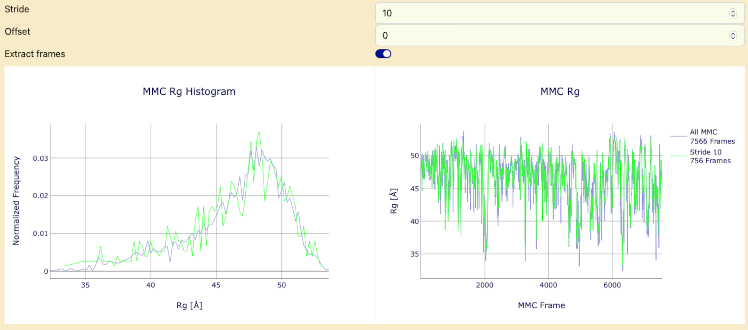 Stride
10
Offset
0
Extract frames
MMC Rg Histogram
Normalized Frequency
0.03
0.02
0.01
0
35
40
45
50
Rg [Å]
MMC Rg
Rg [Å]
50
45
40
35
2000
4000
6000
MMC Frame
All MMC
7566 Frames
Stride 10
756 Frames